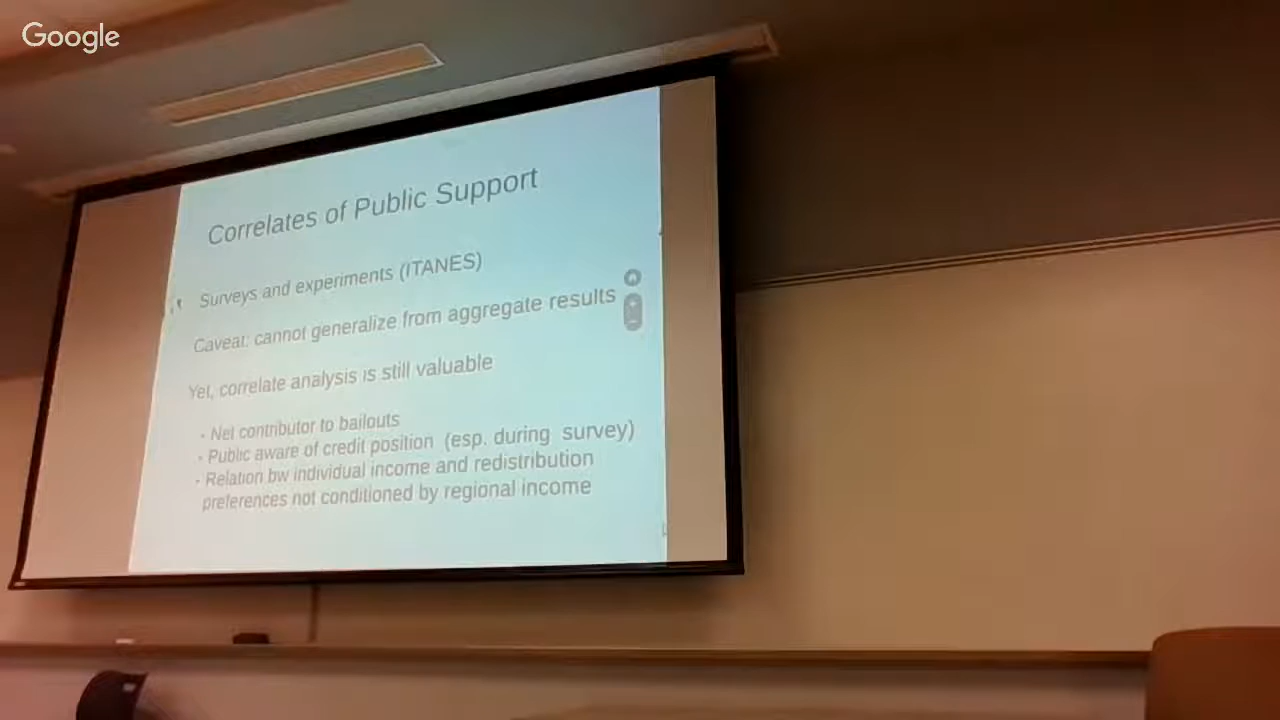 Google
Correlates of Public Support
Surveys and experiments (ITANES)
Caveat: cannot generalize from aggregate results
Yet, correlate analysis is still valuable
- Net contributor to bailouts
- Public aware of credit position (esp. during survey)
- Relation bw individual income and redistribution
preferences not conditioned by regional income